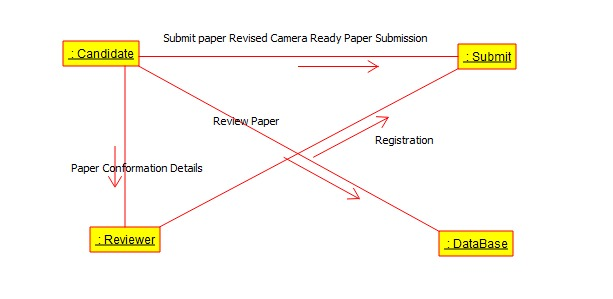 Submit paper Revised Camera Ready Paper Submission
: Candidate
: Submit
Review Paper
Registration
Paper Conformation Details
: Reviewer
: DataBase